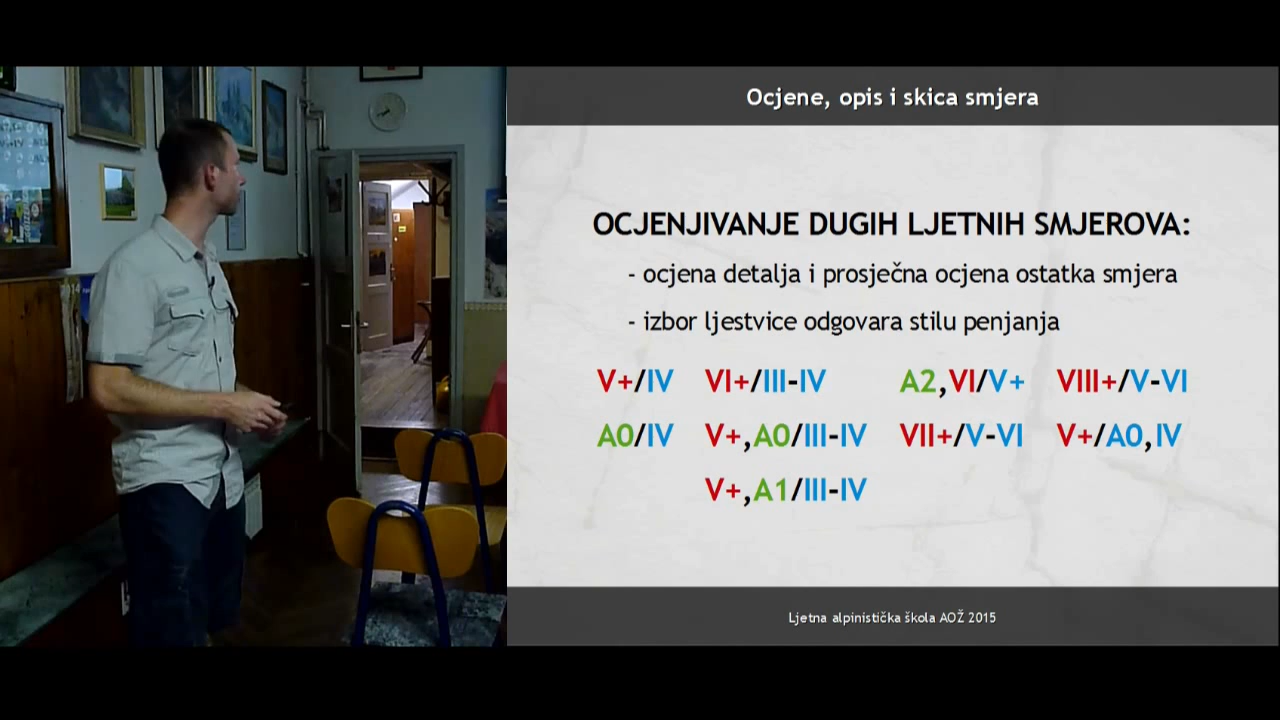 Ocjene, opis i skica smjera
OCJENJIVANJE DUGIH LJETNIH SMJEROVA:
- ocjena detalja i prosječna ocjena ostatka smjera
- izbor ljestvice odgovara stilu penjanja
V+/IV VI+/III-IV A2,VI/V+ VIII+/V-VI
A0/IV V+,A0/III-IV VII+/V-VI V+/A0,IV
V+,A1/III-IV
Ljetna alpinistička škola AOŽ 2015